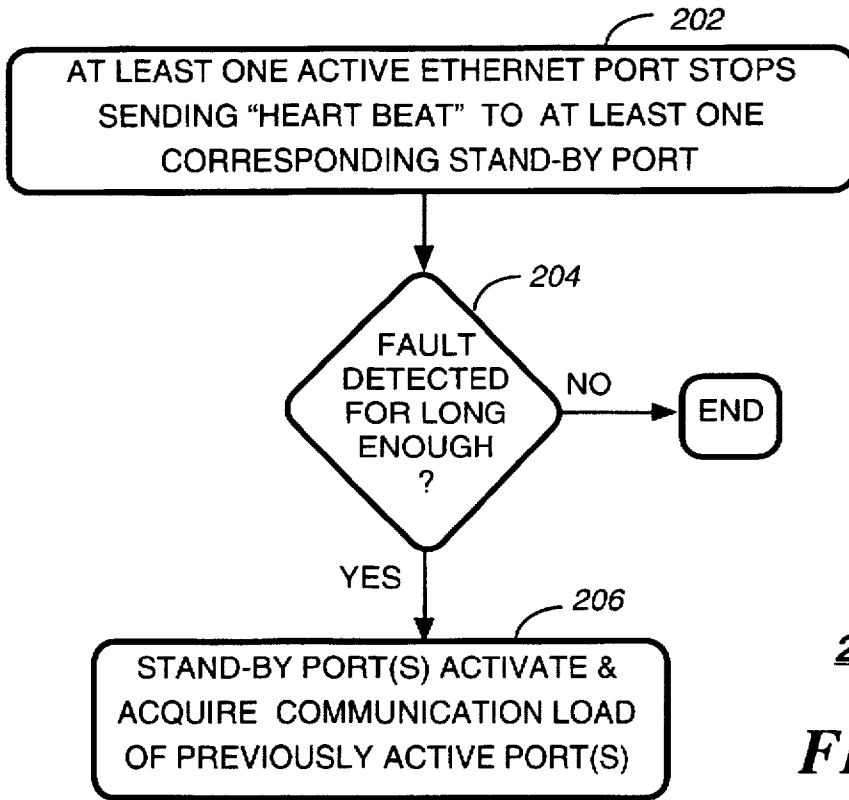 202
AT LEAST ONE ACTIVE ETHERNET PORT STOPS
SENDING "HEART BEAT" TO AT LEAST ONE
CORRESPONDING STAND-BY PORT
204
FAULT
DETECTED
FOR LONG
ENOUGH
?
NO
END
YES
206
STAND-BY PORT(S) ACTIVATE &
ACQUIRE COMMUNICATION LOAD
OF PREVIOUSLY ACTIVE PORT(S)